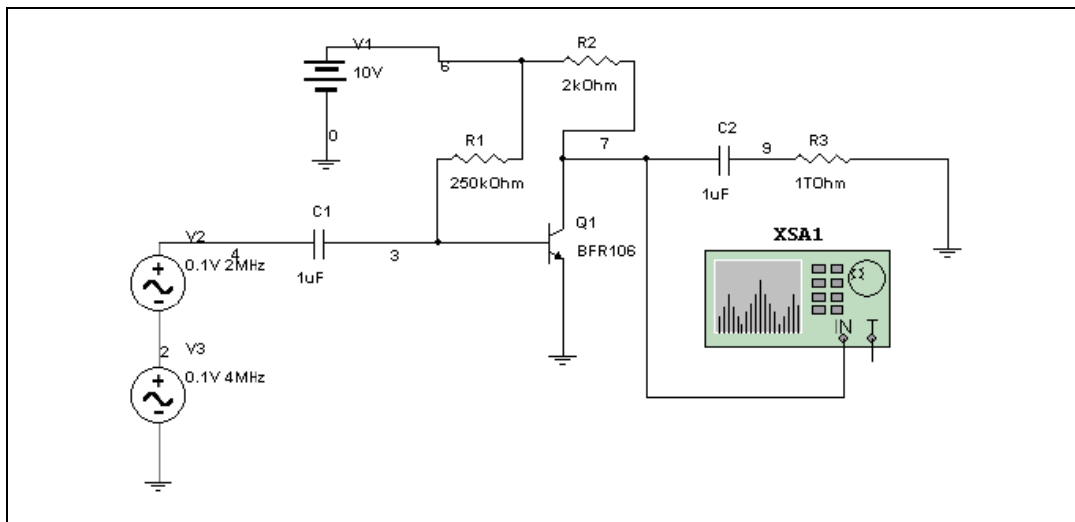 V1
10V
6
R2
2kOhm
0
R1
250kOhm
7
C2
1uF
9
R3
1TOhm
C1
1uF
3
Q1
BFR106
XSA1
IN T
V2
4
0.1V 2MHz
2
V3
0.1V 4MHz